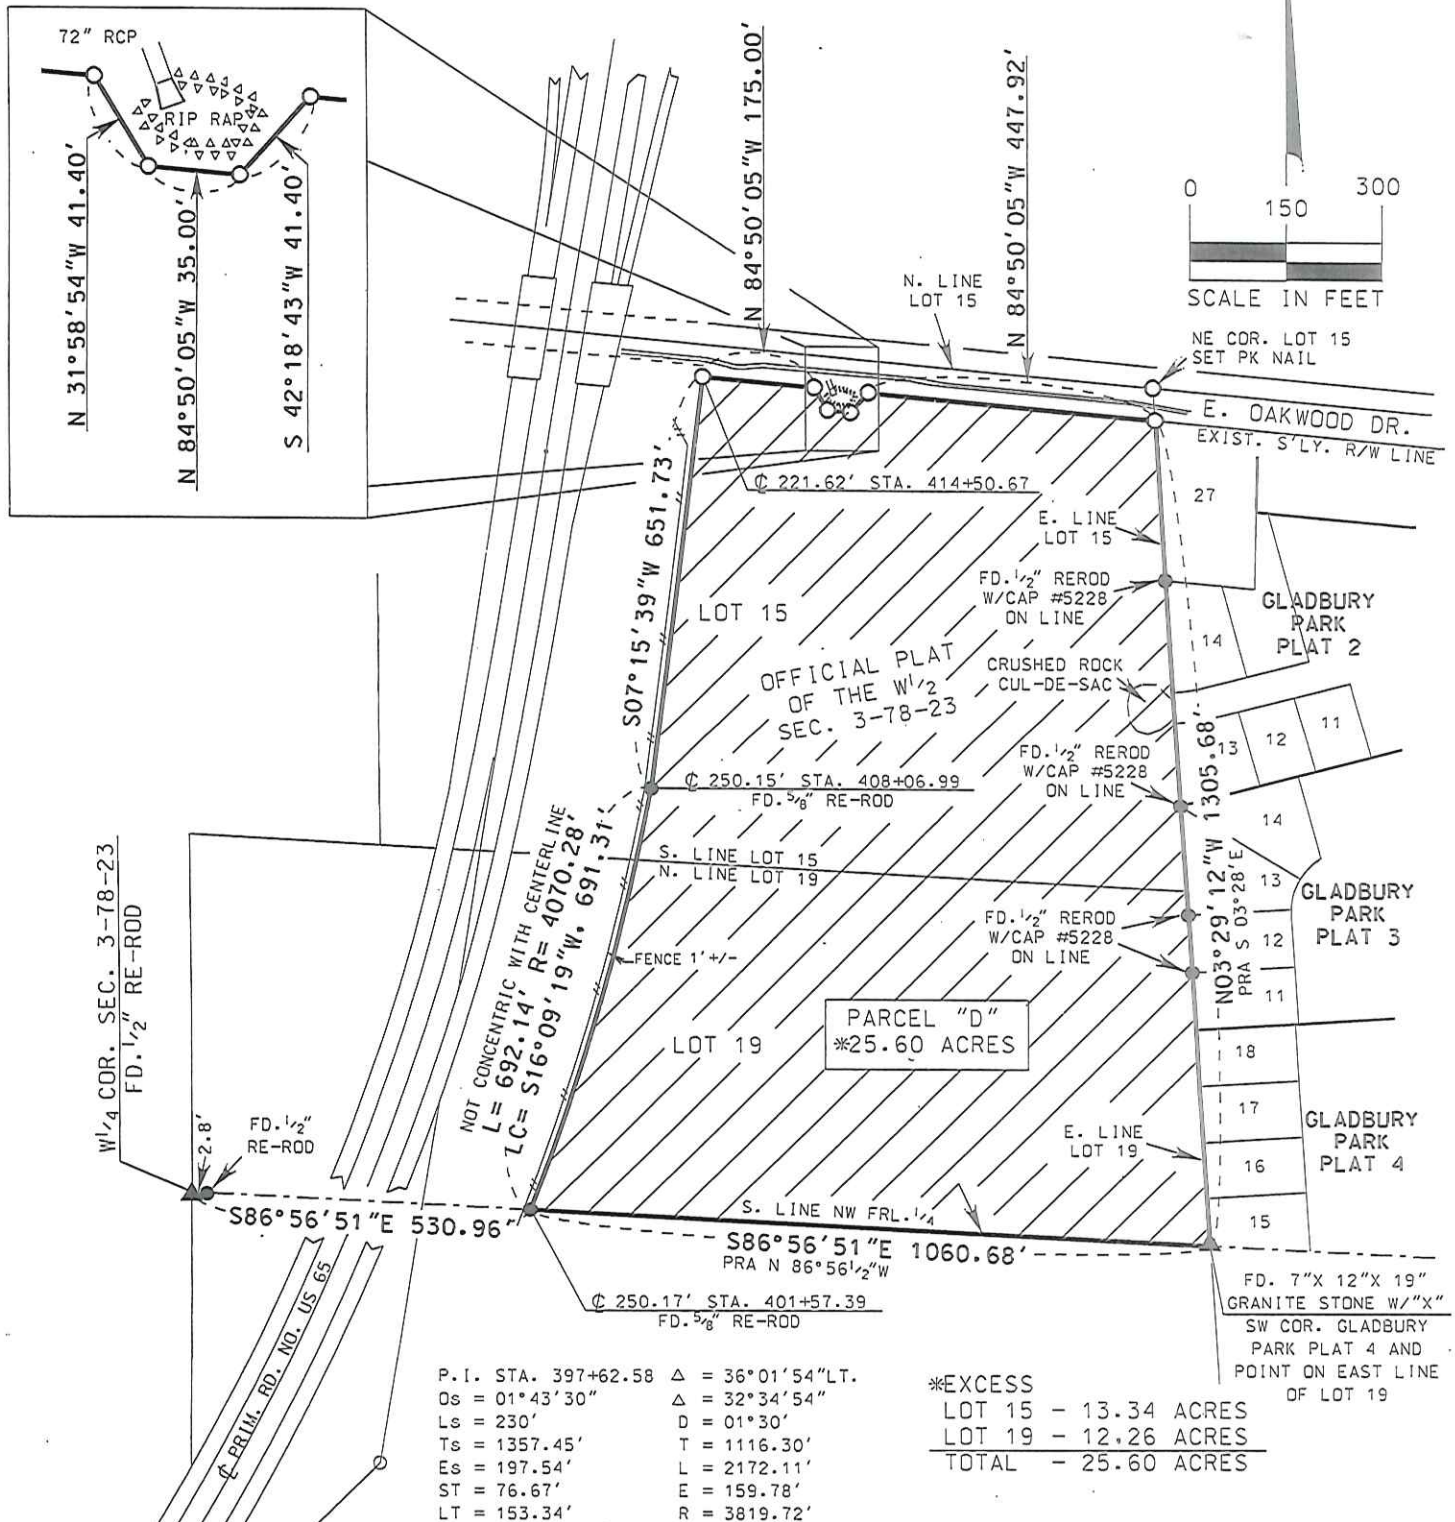 72" RCP
RIP RAP
N 31°58'54"W 41.40'
N 84°50'05"W 35.00'
S 42°18'43"W 41.40'
N 84°50'05"W 175.00'
N 84°50'05"W 447.92'
0 150 300
SCALE IN FEET
N. LINE
LOT 15
NE COR. LOT 15
SET PK NAIL
E. OAKWOOD DR.
EXIST. S'LY. R/W LINE
℄ 221.62' STA. 414+50.67
27
E. LINE
LOT 15
S07°15'39"W 651.73'
FD. 1/2" REROD
W/CAP #5228
ON LINE
GLADBURY
PARK
PLAT 2
LOT 15
14
OFFICIAL PLAT
OF THE W1/2
SEC. 3-78-23
CRUSHED ROCK
CUL-DE-SAC
13
12
11
FD. 1/2" REROD
W/CAP #5228
ON LINE
N03°29'12"W 1305.68'
PRA S 03°28'E
℄ 250.15' STA. 408+06.99
FD. 5/8" RE-ROD
14
NOT CONCENTRIC WITH CENTERLINE
L= 692.14' R= 4070.28'
LC= S16°09'19"W. 691.31'
S. LINE LOT 15
N. LINE LOT 19
13
GLADBURY
PARK
PLAT 3
W1/4 COR. SEC. 3-78-23
FD. 1/2" RE-ROD
FD. 1/2" REROD
W/CAP #5228
ON LINE
12
FENCE 1'+/-
11
PARCEL "D"
*25.60 ACRES
LOT 19
18
17
GLADBURY
PARK
PLAT 4
2.8'
FD. 1/2"
RE-ROD
E. LINE
LOT 19
16
S. LINE NW FRL. 1/4
15
S86°56'51"E 530.96'
S86°56'51"E 1060.68'
PRA N 86°56 1/2"W
℄ PRIM. RD. NO. US 65
℄ 250.17' STA. 401+57.39
FD. 5/8" RE-ROD
FD. 7"X 12"X 19"
GRANITE STONE W/"X"
SW COR. GLADBURY
PARK PLAT 4 AND
POINT ON EAST LINE
OF LOT 19
P.I. STA. 397+62.58 Δ = 36°01'54"LT.
Os = 01°43'30" Δ = 32°34'54"
Ls = 230' D = 01°30'
Ts = 1357.45' T = 1116.30'
Es = 197.54' L = 2172.11'
ST = 76.67' E = 159.78'
LT = 153.34' R = 3819.72'
*EXCESS
LOT 15 - 13.34 ACRES
LOT 19 - 12.26 ACRES
TOTAL - 25.60 ACRES